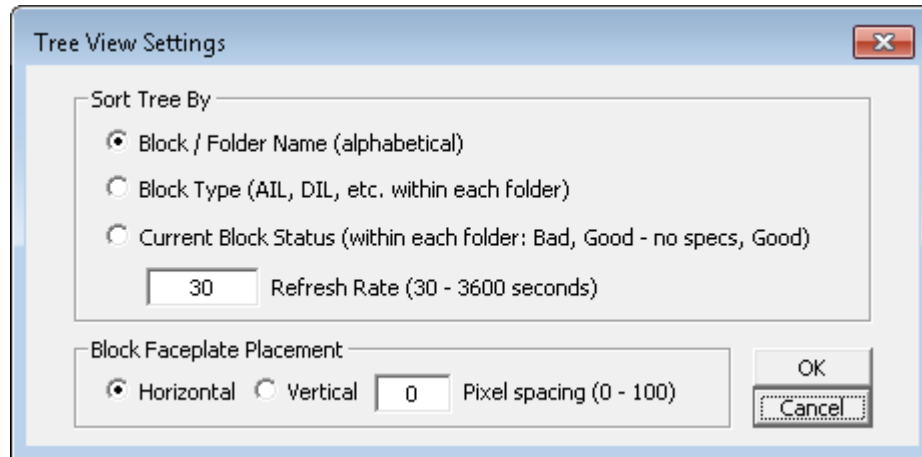 Tree View Settings
Sort Tree By
Block / Folder Name (alphabetical)
Block Type (AIL, DIL, etc. within each folder)
Current Block Status (within each folder: Bad, Good - no specs, Good)
30 Refresh Rate (30 - 3600 seconds)
Block Faceplate Placement
Horizontal Vertical 0 Pixel spacing (0 - 100)
OK
Cancel